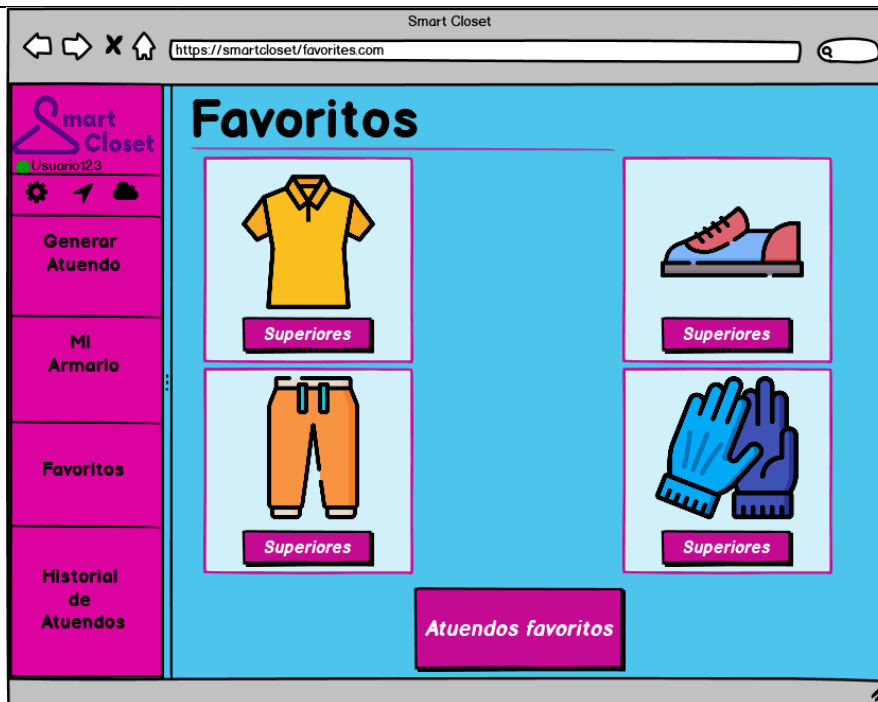 Smart Closet
https://smartcloset/favorites.com
Smart
Closet
Usuario123
Generar
Atuendo
Mi
Armario
Favoritos
Historial
de
Atuendos
Favoritos
Superiores
Superiores
Superiores
Superiores
Atuendos favoritos